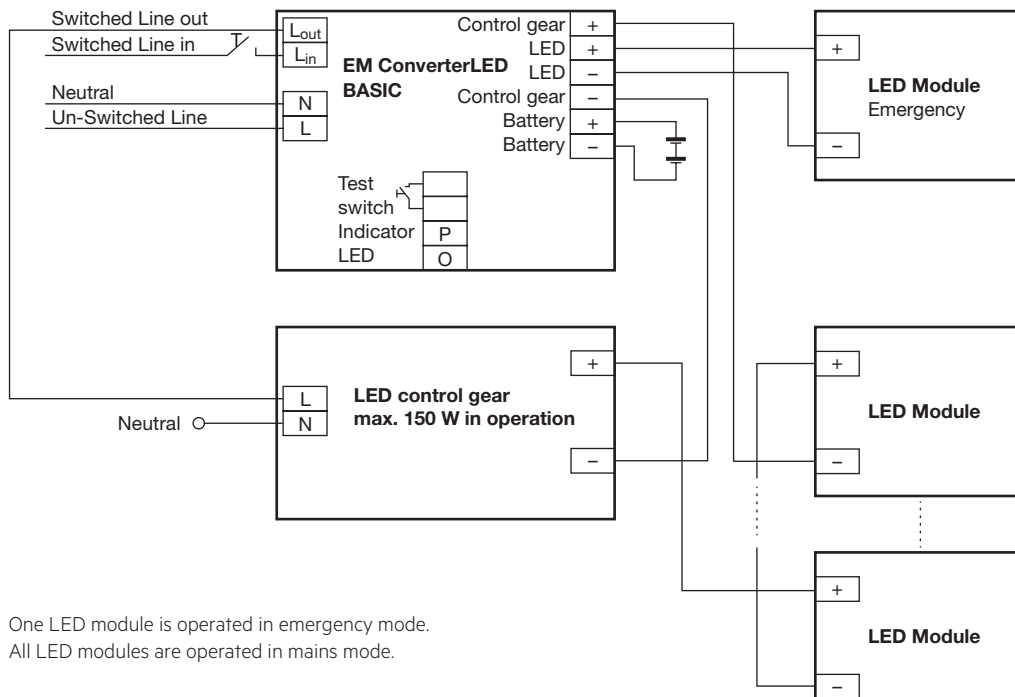 Switched Line out
Switched Line in
Neutral
Un-Switched Line
Lout
Lin
N
L
EM ConverterLED
BASIC
Control gear +
LED +
LED –
Control gear –
Battery +
Battery –
Test
switch
Indicator P
LED O
+
LED Module
Emergency
–
LED control gear
max. 150 W in operation
L
N
Neutral
+
–
+
LED Module
–
+
LED Module
–
One LED module is operated in emergency mode.
All LED modules are operated in mains mode.